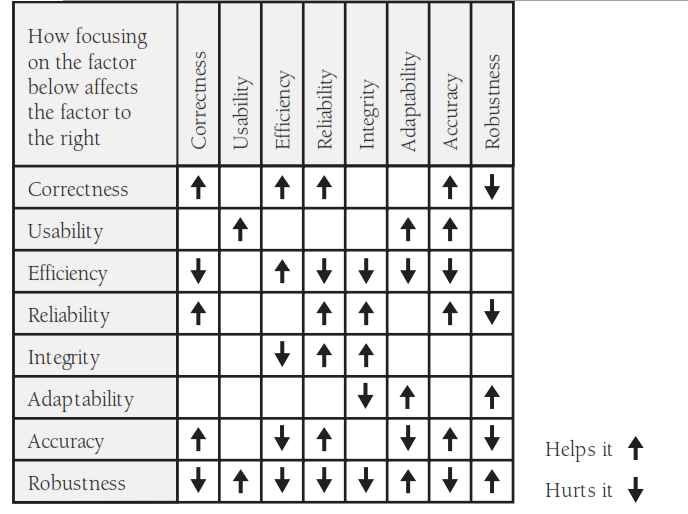 How focusing
on the factor
below affects
the factor to
the right
Correctness
Usability
Efficiency
Reliability
Integrity
Adaptability
Accuracy
Robustness
Correctness ↑ ↑ ↑ ↑ ↓
Usability ↑ ↑ ↑
Efficiency ↓ ↑ ↓ ↓ ↓ ↓
Reliability ↑ ↑ ↑ ↑ ↓
Integrity ↓ ↑ ↑
Adaptability ↓ ↑ ↑
Accuracy ↑ ↓ ↑ ↓ ↑ ↓
Robustness ↓ ↑ ↓ ↓ ↓ ↑ ↓ ↑
Helps it ↑
Hurts it ↓